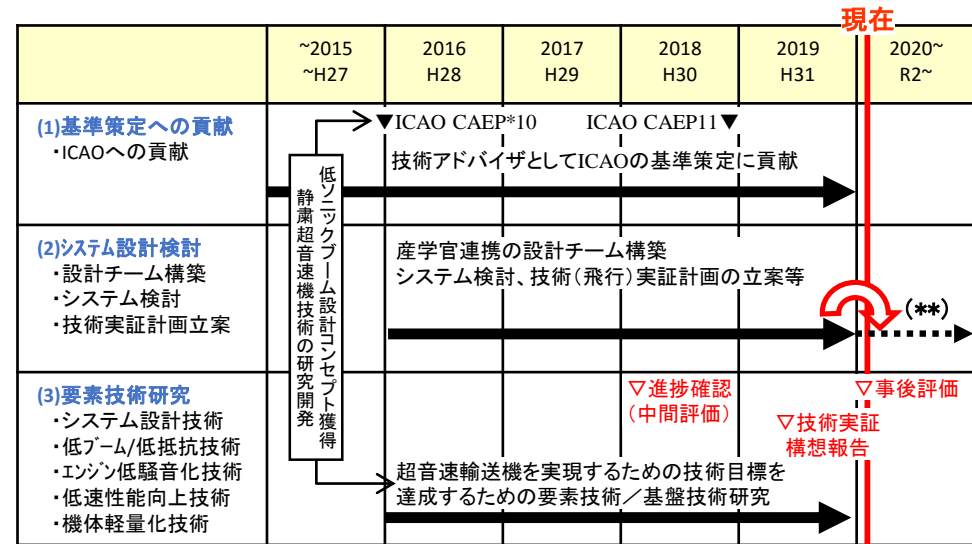 現在
~2015
~H27
2016
H28
2017
H29
2018
H30
2019
H31
2020~
R2~
(1)基準策定への貢献
・ICAOへの貢献
▼ICAO CAEP*10
ICAO CAEP11▼
技術アドバイザとしてICAOの基準策定に貢献
低ソニックブーム設計コンセプト獲得
静粛超音速機技術の研究開発
(2)ｼｽﾃﾑ設計検討
・設計チーム構築
・システム検討
・技術実証計画立案
産学官連携の設計チーム構築
システム検討、技術(飛行)実証計画の立案等
(**)
(3)要素技術研究
・システム設計技術
・低ﾌﾞｰﾑ/低抵抗技術
・ｴﾝｼﾞﾝ低騒音化技術
・低速性能向上技術
・機体軽量化技術
▽進捗確認
(中間評価)
▽事後評価
▽技術実証
構想報告
超音速輸送機を実現するための技術目標を
達成するための要素技術／基盤技術研究